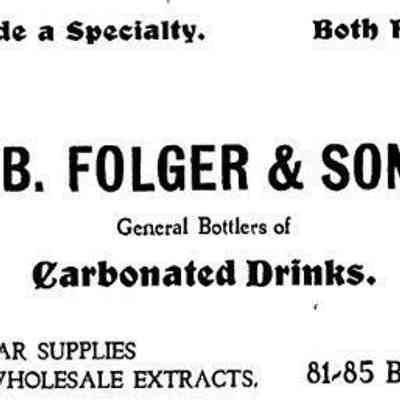 de a Specialty. Both
B. FOLGER & SON
General Bottlers of
Carbonated Drinks.
AR SUPPLIES
WHOLESALE EXTRACTS. 81-85 B